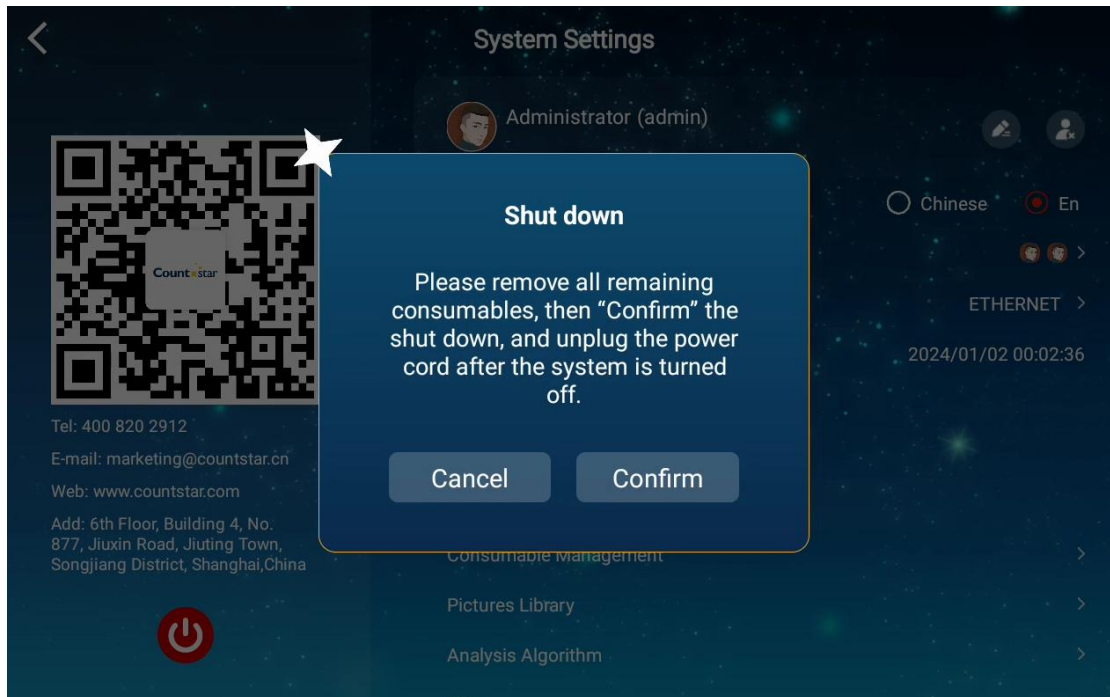 System Settings
Administrator (admin)
Chinese
En
ETHERNET
2024/01/02 00:02:36
Count star
Tel: 400 820 2912
E-mail: marketing@countstar.cn
Web: www.countstar.com
Add: 6th Floor, Building 4, No.
877, Jiuxin Road, Jiuting Town,
Songjiang District, Shanghai,China
Shut down
Please remove all remaining
consumables, then “Confirm” the
shut down, and unplug the power
cord after the system is turned
off.
Cancel
Confirm
Consumable Management
Pictures Library
Analysis Algorithm